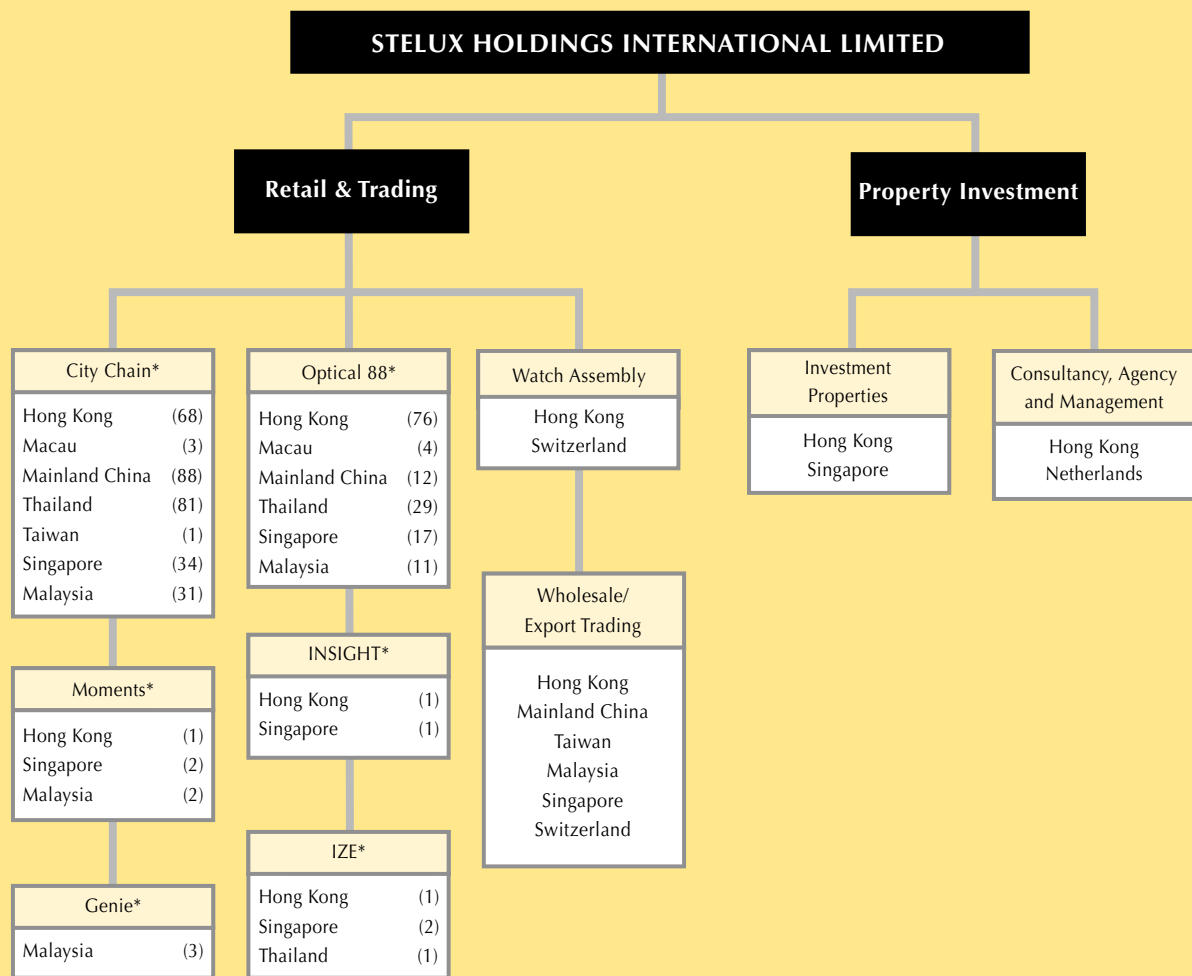 STELUX HOLDINGS INTERNATIONAL LIMITED
Retail & Trading
Property Investment
City Chain*
Hong Kong (68)
Macau (3)
Mainland China (88)
Thailand (81)
Taiwan (1)
Singapore (34)
Malaysia (31)
Moments*
Hong Kong (1)
Singapore (2)
Malaysia (2)
Genie*
Malaysia (3)
Optical 88*
Hong Kong (76)
Macau (4)
Mainland China (12)
Thailand (29)
Singapore (17)
Malaysia (11)
INSIGHT*
Hong Kong (1)
Singapore (1)
IZE*
Hong Kong (1)
Singapore (2)
Thailand (1)
Watch Assembly
Hong Kong
Switzerland
Wholesale/
Export Trading
Hong Kong
Mainland China
Taiwan
Malaysia
Singapore
Switzerland
Investment
Properties
Hong Kong
Singapore
Consultancy, Agency
and Management
Hong Kong
Netherlands